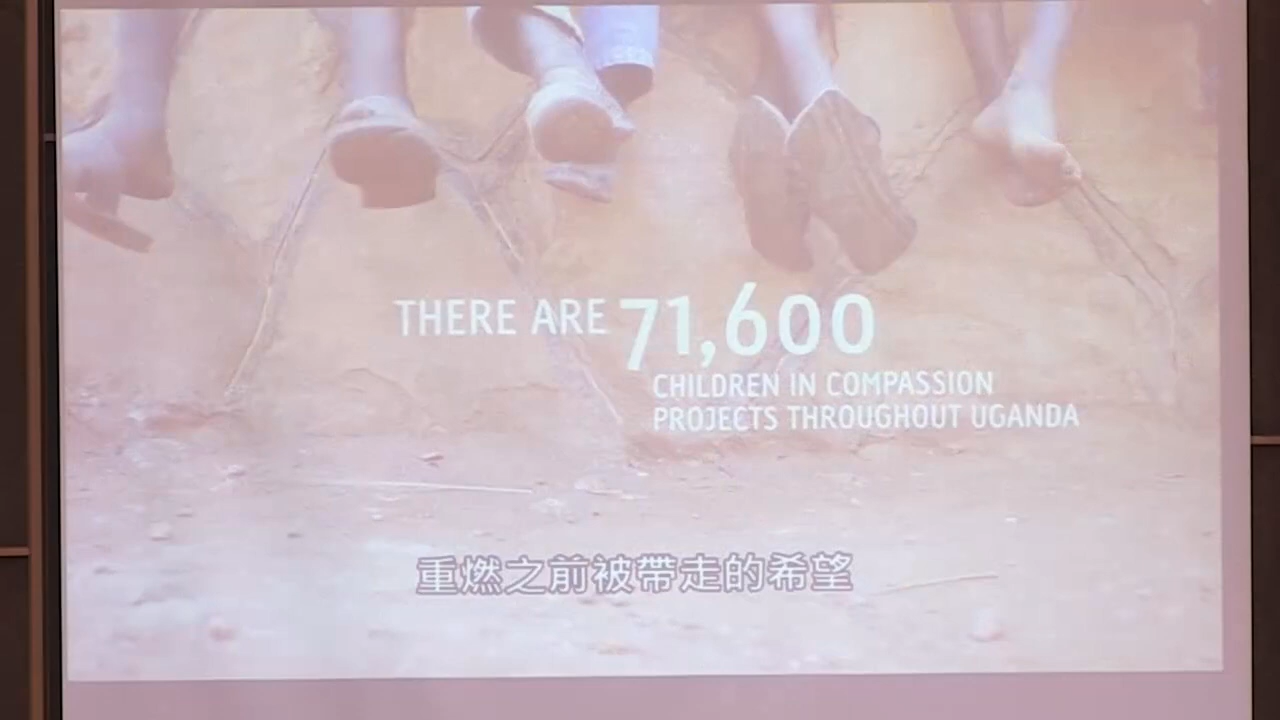 THERE ARE 71,600
CHILDREN IN COMPASSION
PROJECTS THROUGHOUT UGANDA
重燃之前被帶走的希望